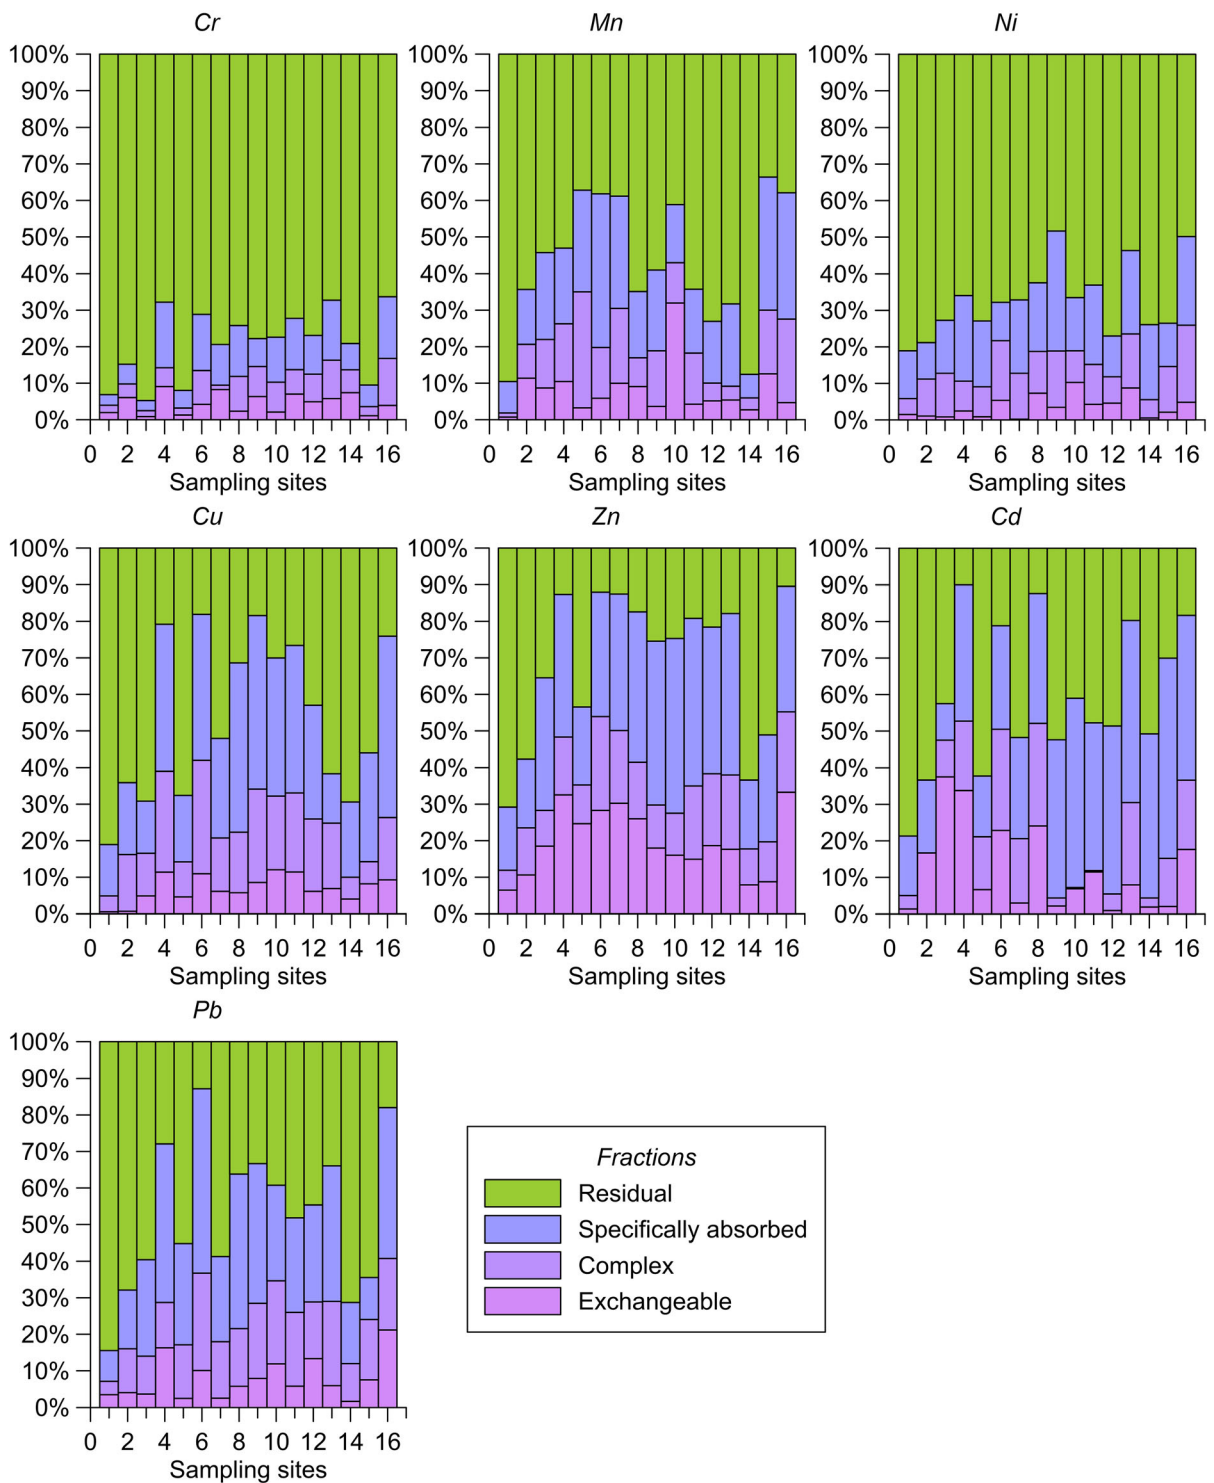 Cr Mn Ni
100% 100% 100%
90% 90% 90%
80% 80% 80%
70% 70% 70%
60% 60% 60%
50% 50% 50%
40% 40% 40%
30% 30% 30%
20% 20% 20%
10% 10% 10%
0% 0% 0%
0 2 4 6 8 10 12 14 16 0 2 4 6 8 10 12 14 16 0 2 4 6 8 10 12 14 16
Sampling sites Sampling sites Sampling sites
Cu Zn Cd
100% 100% 100%
90% 90% 90%
80% 80% 80%
70% 70% 70%
60% 60% 60%
50% 50% 50%
40% 40% 40%
30% 30% 30%
20% 20% 20%
10% 10% 10%
0% 0% 0%
0 2 4 6 8 10 12 14 16 0 2 4 6 8 10 12 14 16 0 2 4 6 8 10 12 14 16
Sampling sites Sampling sites Sampling sites
Pb
100%
90%
80%
70%
60%
50%
40%
30%
20%
10%
0%
0 2 4 6 8 10 12 14 16
Sampling sites
Fractions
Residual
Specifically absorbed
Complex
Exchangeable